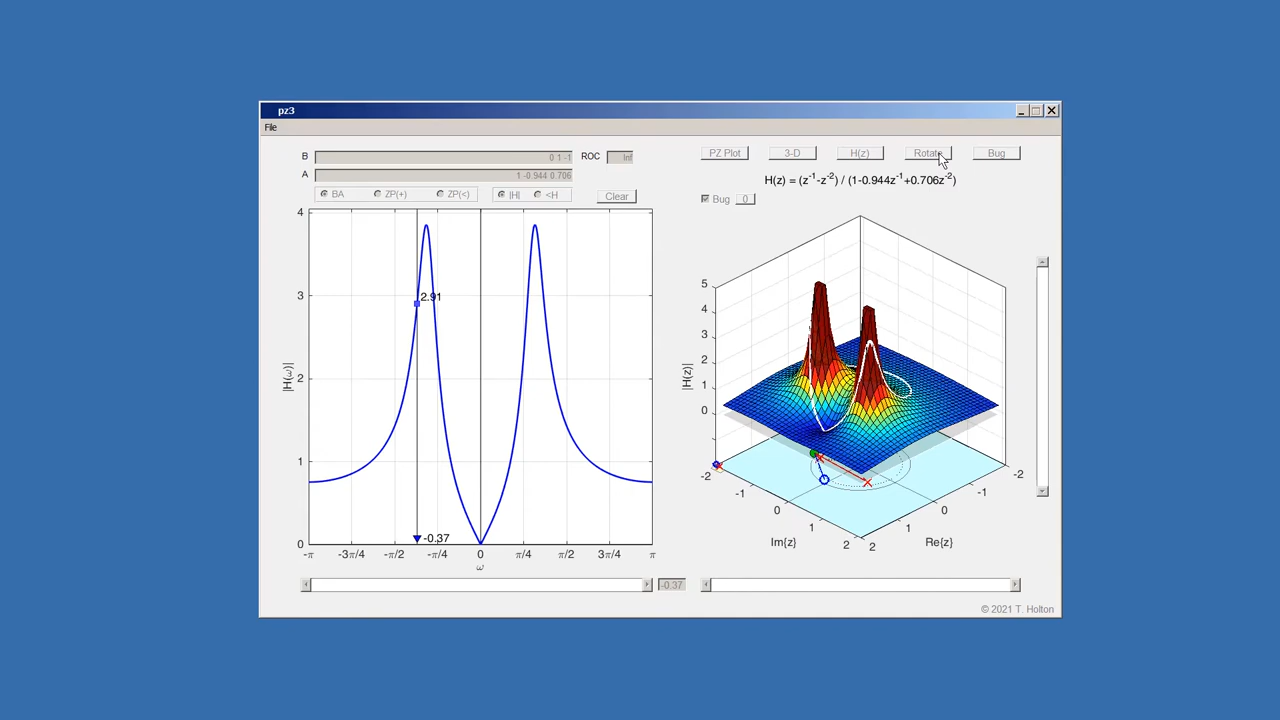 pz3
File
B 0 1 -1 ROC Inf
A 1 -0.944 0.706
BA ZP(+) ZP(<) |H| <H Clear
PZ Plot 3-D H(z) Rotate Bug
H(z) = (z⁻¹-z⁻²) / (1-0.944z⁻¹+0.706z⁻²)
Bug 0
4
3
2
1
0
|H(ω)|
2.91
-0.37
-π -3π/4 -π/2 -π/4 0 π/4 π/2 3π/4 π
ω
-0.37
5
4
3
2
1
0
|H(z)|
-2
-1
0
1
2
Im{z}
2
1
0
-1
-2
Re{z}
© 2021 T. Holton